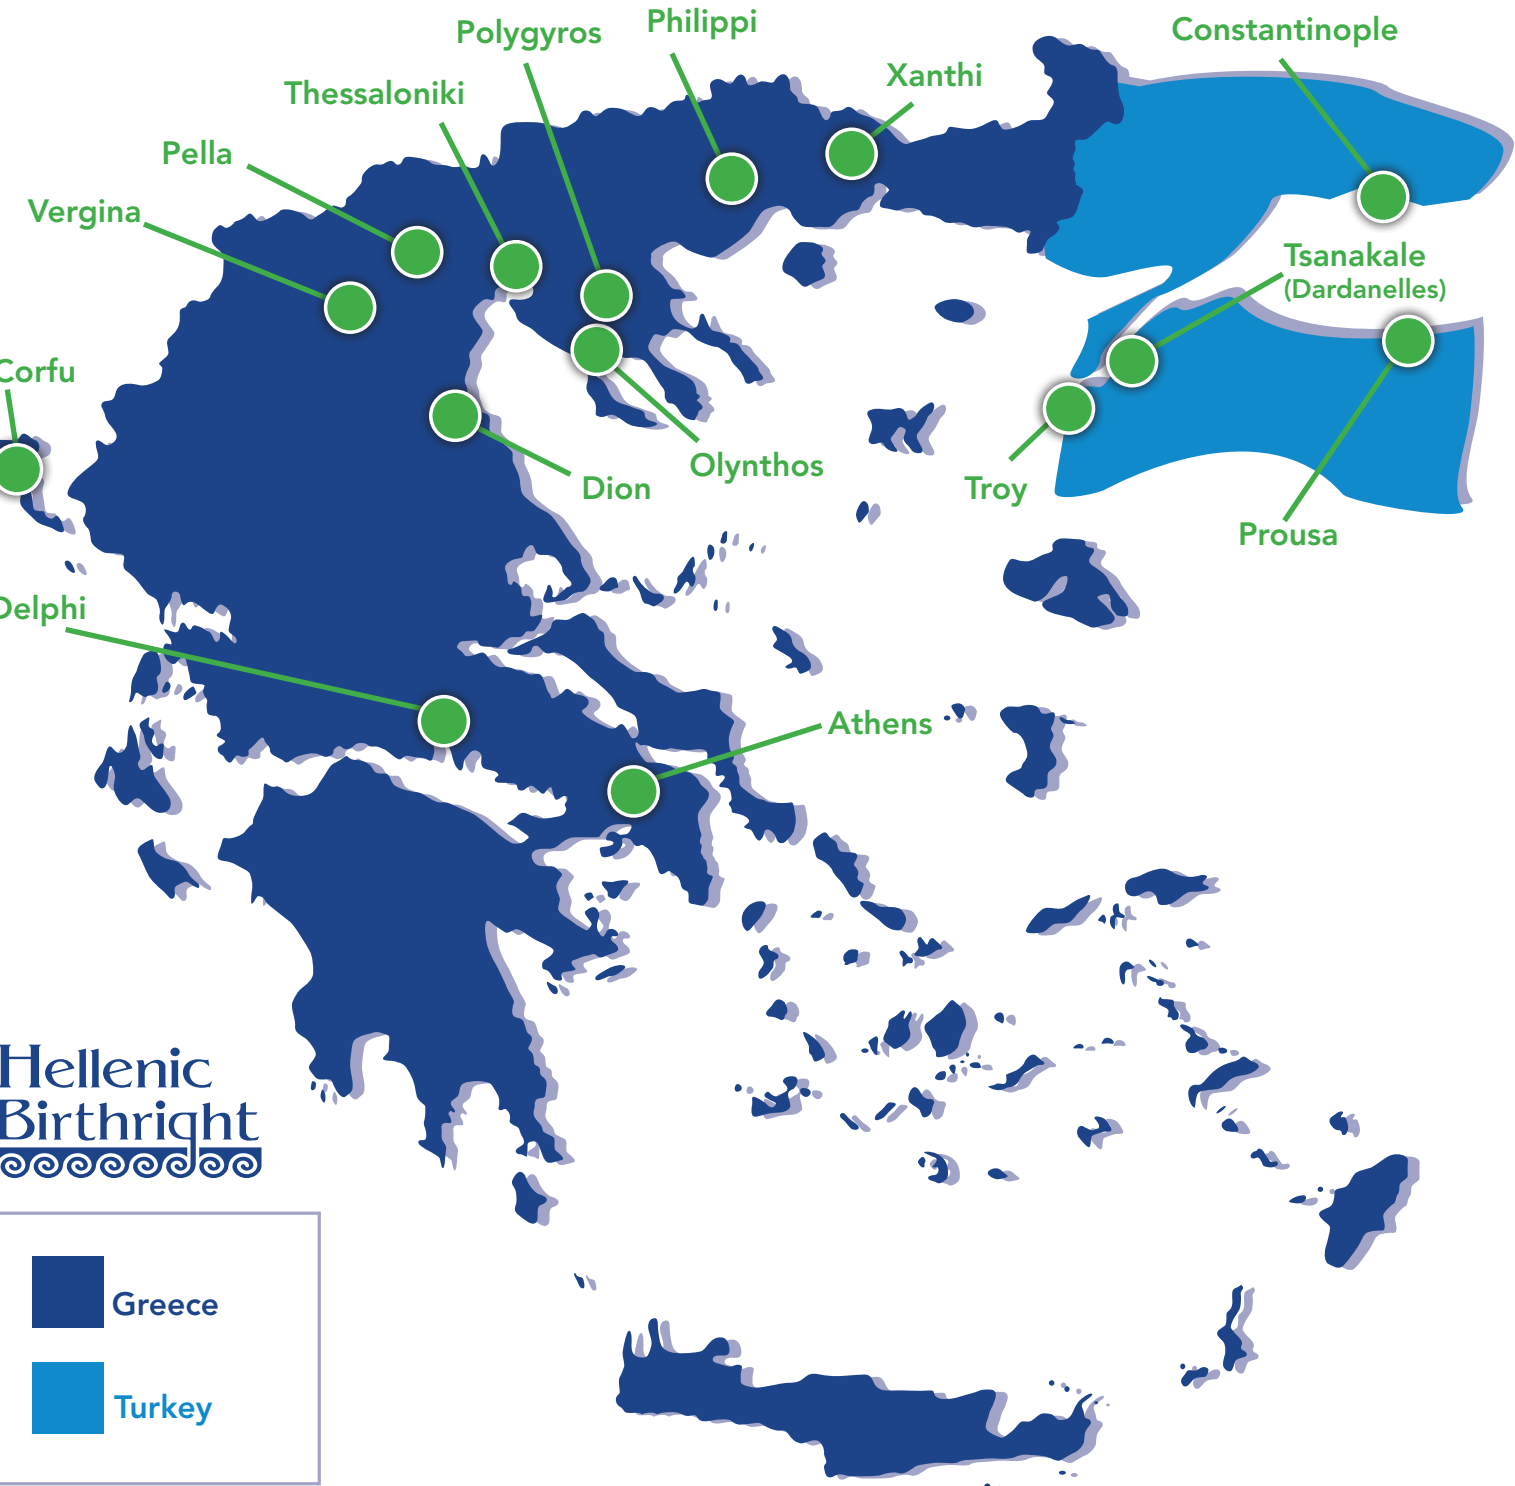 Philippi
Polygyros
Constantinople
Xanthi
Thessaloniki
Pella
Vergina
Tsanakale
(Dardanelles)
Corfu
Olynthos
Dion
Troy
Prousa
Delphi
Athens
Hellenic
Birthright
Greece
Turkey